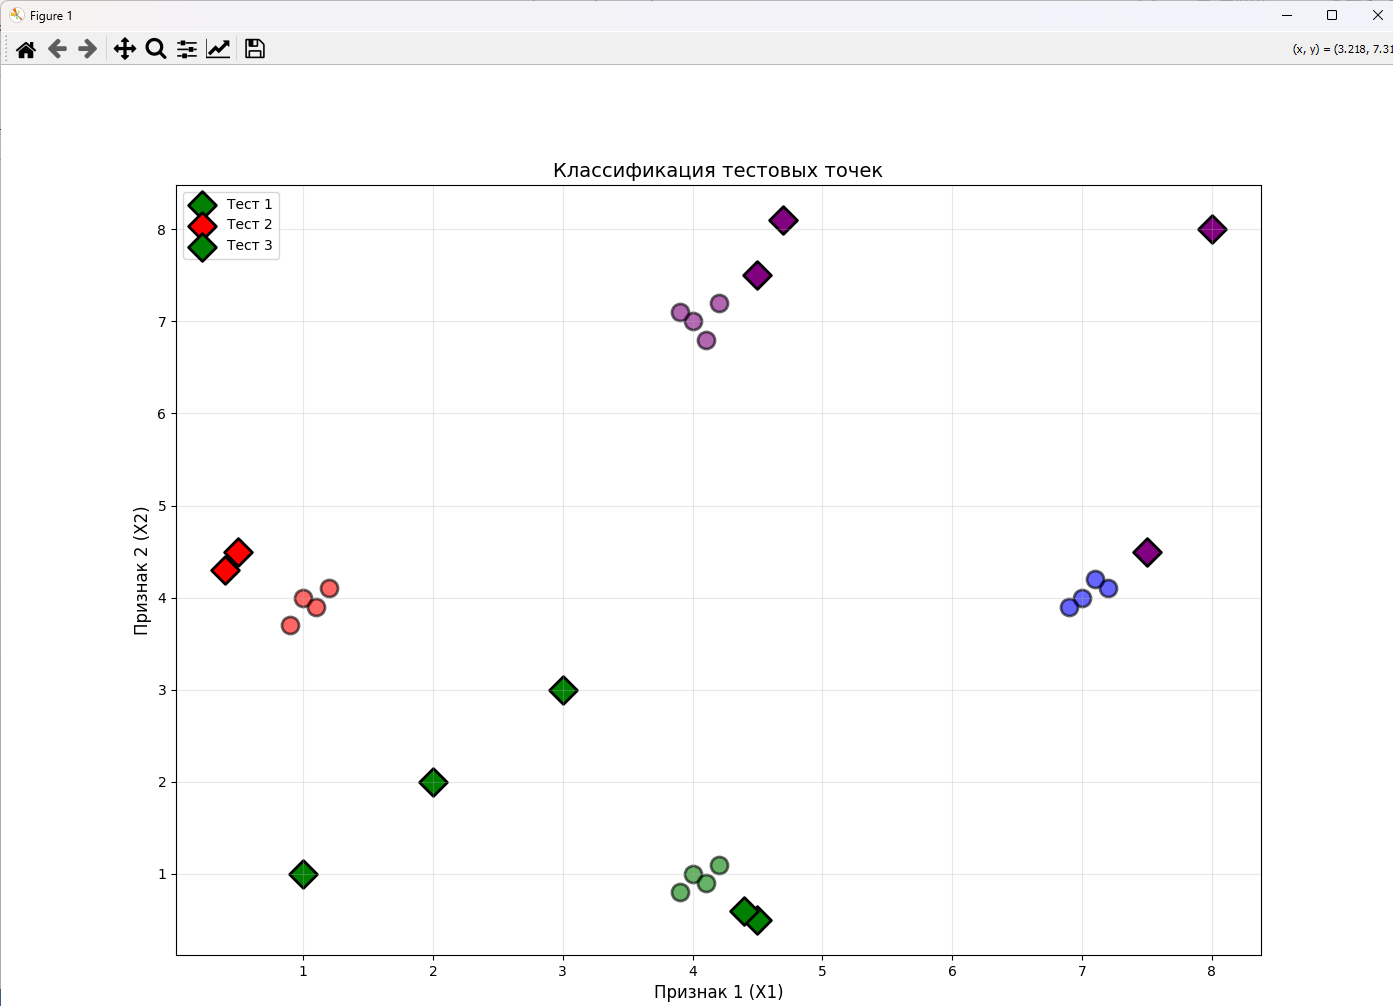 Figure 1
(x, y) = (3.218, 7.31
Классификация тестовых точек
Тест 1
Тест 2
Тест 3
8
7
6
5
4
3
2
1
Признак 2 (X2)
1 2 3 4 5 6 7 8
Признак 1 (X1)